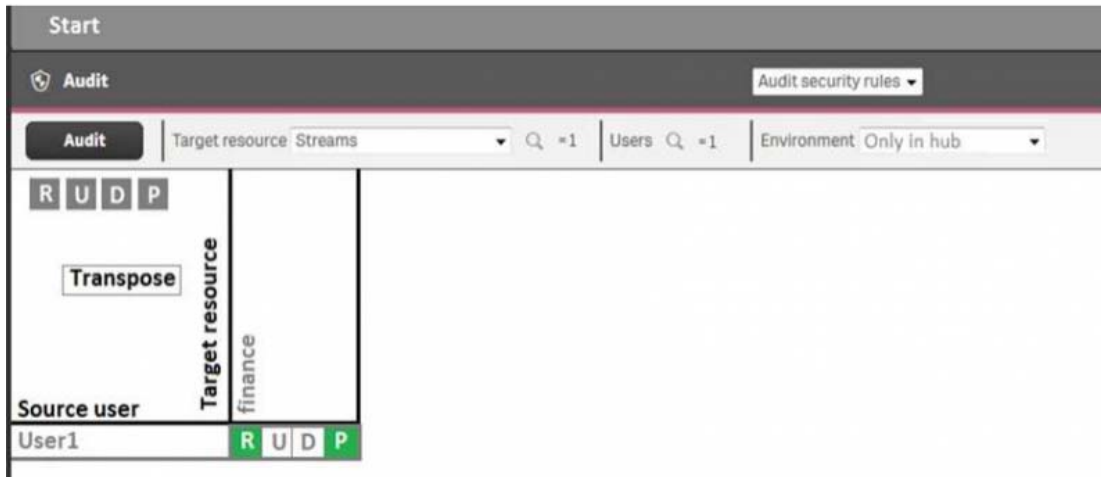 Start
Audit
Audit security rules
Audit Target resource Streams =1 Users =1 Environment Only in hub
R U D P
Transpose
Target resource
finance
Source user
User1 R U D P